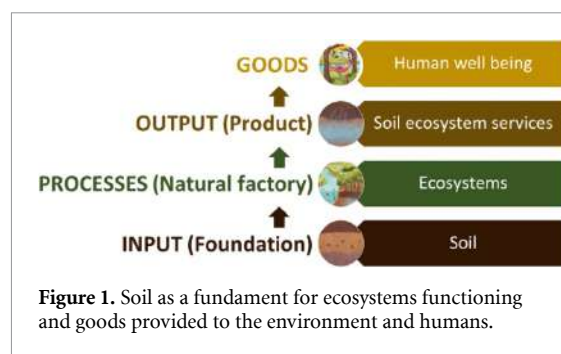 GOODS Human well being
OUTPUT (Product) Soil ecosystem services
PROCESSES (Natural factory) Ecosystems
INPUT (Foundation) Soil
Figure 1. Soil as a fundament for ecosystems functioning
and goods provided to the environment and humans.